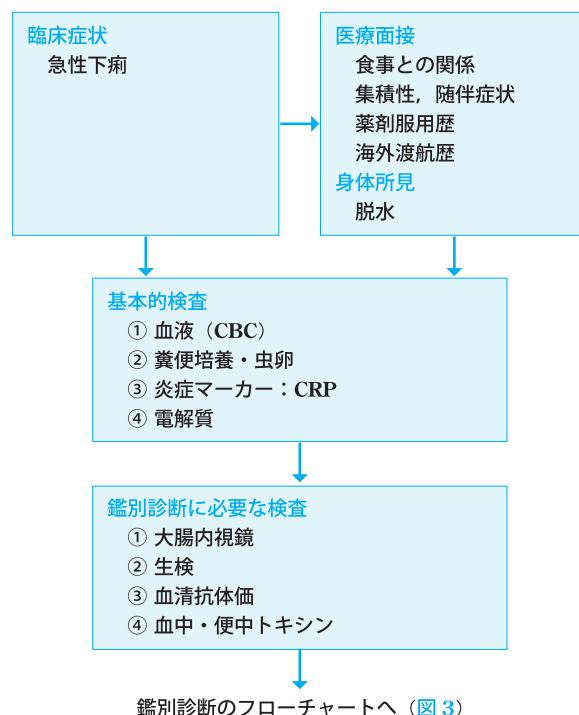 臨床症状
急性下痢
医療面接
食事との関係
集積性，随伴症状
薬剤服用歴
海外渡航歴
身体所見
脱水
基本的検査
① 血液（CBC）
② 糞便培養・虫卵
③ 炎症マーカー：CRP
④ 電解質
鑑別診断に必要な検査
① 大腸内視鏡
② 生検
③ 血清抗体価
④ 血中・便中トキシン
鑑別診断のフローチャートへ（図 3）